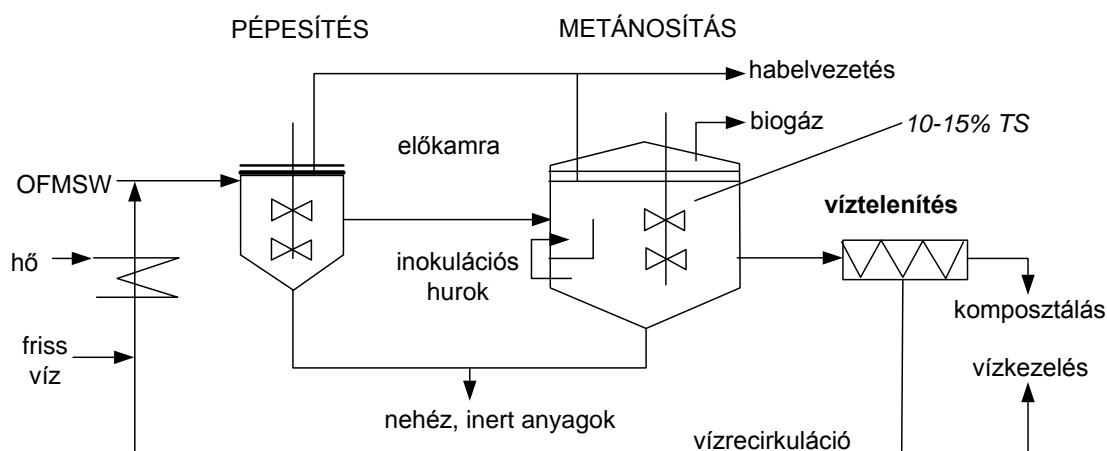 PÉPESÍTÉS
METÁNOSÍTÁS
habelvezetés
biogáz
10-15% TS
előkamra
OFMSW
víztelenítés
hő
inokulációs
hurok
komposztálás
friss
víz
vízkezelés
nehéz, inert anyagok
vízrecirkuláció